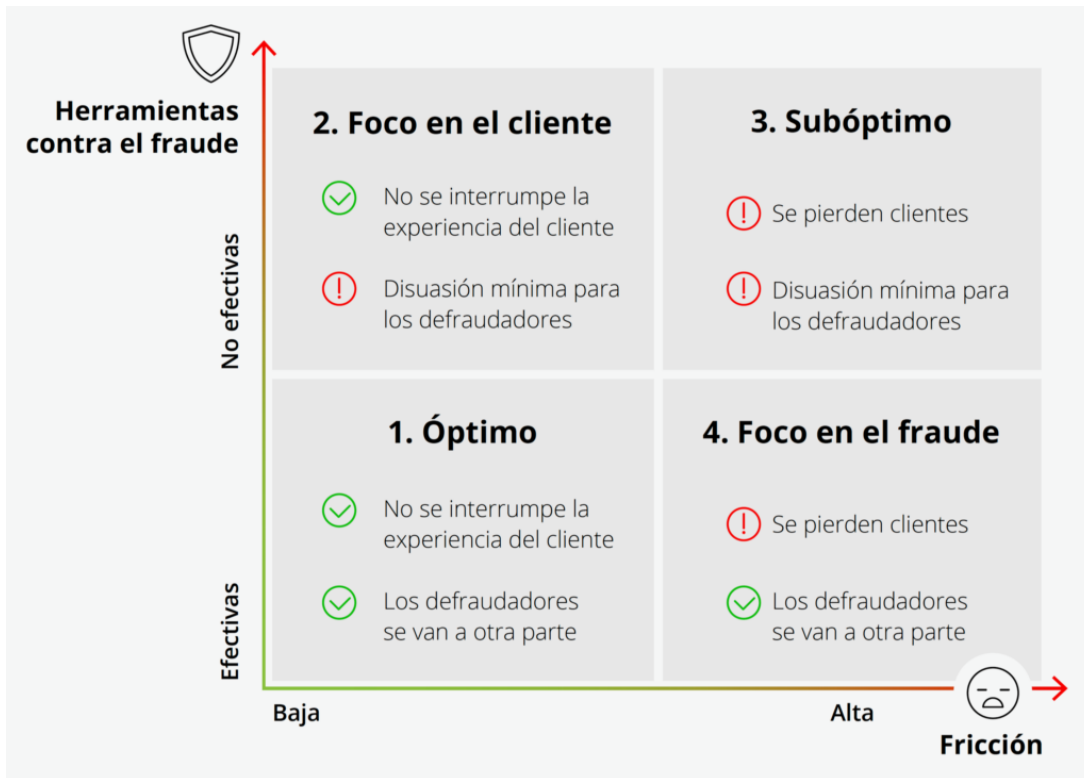 Herramientas
contra el fraude
No efectivas
Efectivas
2. Foco en el cliente
No se interrumpe la
experiencia del cliente
Disuasión mínima para
los defraudadores
3. Subóptimo
Se pierden clientes
Disuasión mínima para
los defraudadores
1. Óptimo
No se interrumpe la
experiencia del cliente
Los defraudadores
se van a otra parte
4. Foco en el fraude
Se pierden clientes
Los defraudadores
se van a otra parte
Baja
Alta
Fricción